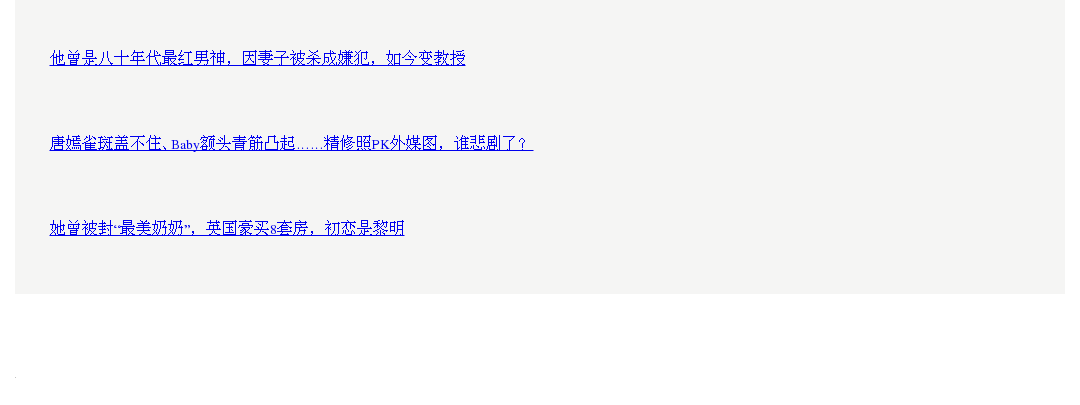 他曾是八十年代最红男神，因妻子被杀成嫌犯，如今变教授
唐嫣雀斑盖不住、Baby额头青筋凸起……精修照PK外媒图，谁悲剧了？
她曾被封“最美奶奶”，英国豪买8套房，初恋是黎明